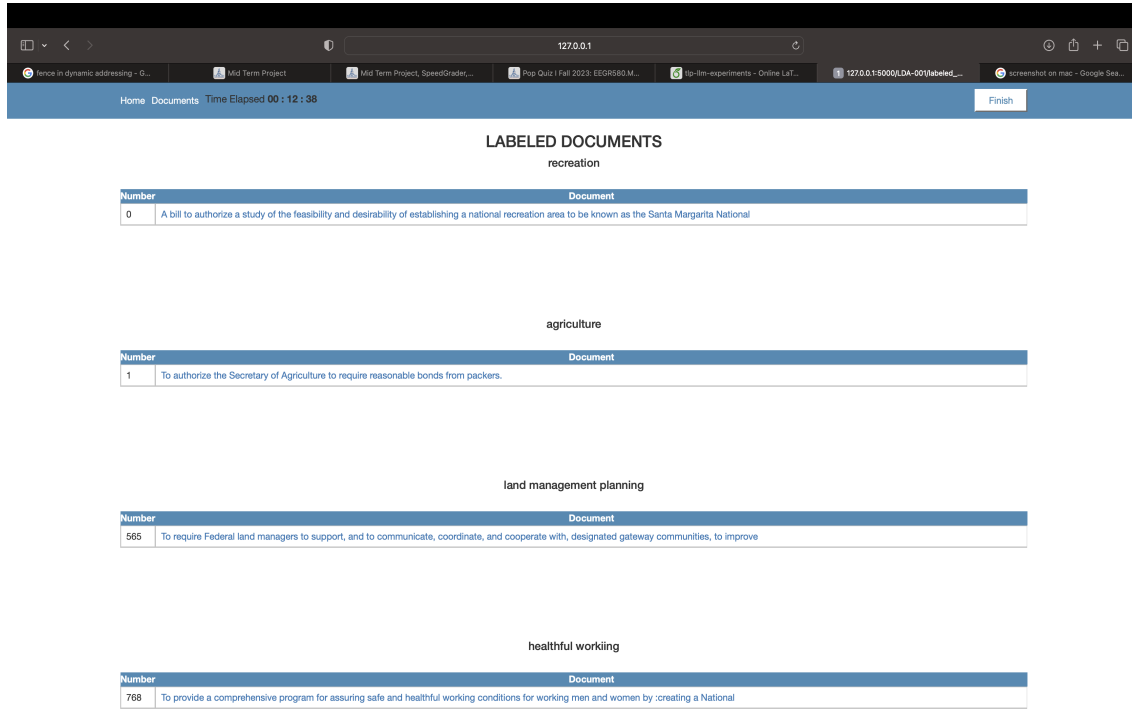 127.0.0.1
fence in dynamic addressing - G...
Mid Term Project
Mid Term Project, SpeedGrader,...
Pop Quiz I Fall 2023: EEGR580.M...
tlp-llm-experiments - Online LaT...
1 127.0.0.1:5000/LDA-001/labeled_...
screenshot on mac - Google Sea...
Home Documents Time Elapsed 00 : 12 : 38 Finish
LABELED DOCUMENTS
recreation
Number Document
0 A bill to authorize a study of the feasibility and desirability of establishing a national recreation area to be known as the Santa Margarita National
agriculture
Number Document
1 To authorize the Secretary of Agriculture to require reasonable bonds from packers.
land management planning
Number Document
565 To require Federal land managers to support, and to communicate, coordinate, and cooperate with, designated gateway communities, to improve
healthful workiing
Number Document
768 To provide a comprehensive program for assuring safe and healthful working conditions for working men and women by :creating a National